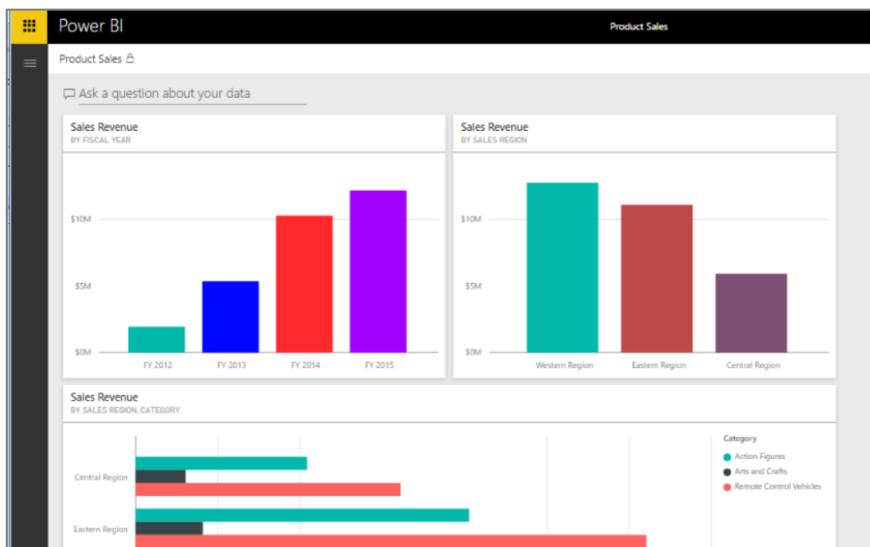 Power BI
Product Sales
Product Sales
Ask a question about your data
Sales Revenue
BY FISCAL YEAR
$10M
$5M
$0M
FY 2012
FY 2013
FY 2014
FY 2015
Sales Revenue
BY SALES REGION
$10M
$5M
$0M
Western Region
Eastern Region
Central Region
Sales Revenue
BY SALES REGION, CATEGORY
Central Region
Eastern Region
Category
Action Figures
Arts and Crafts
Remote Control Vehicles